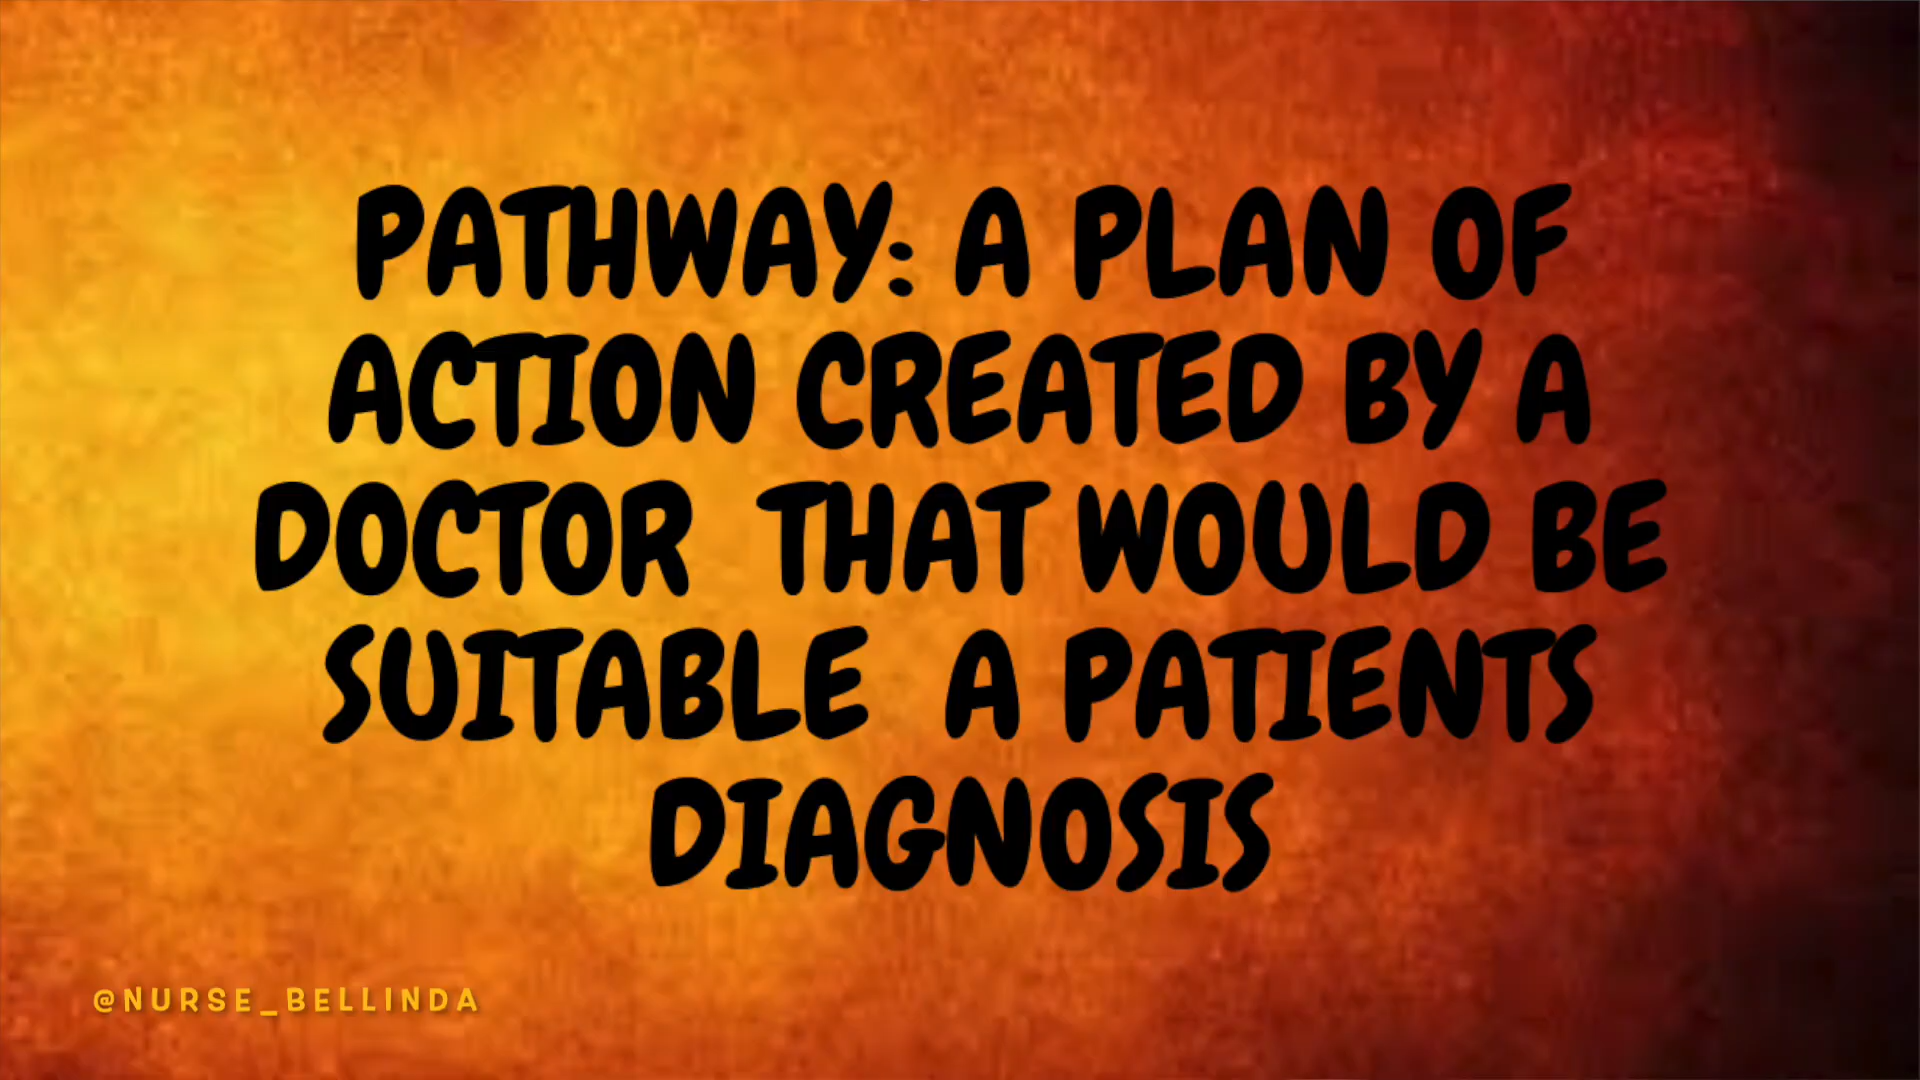 PATHWAY: A PLAN OF
ACTION CREATED BY A
DOCTOR THAT WOULD BE
SUITABLE A PATIENTS
DIAGNOSIS
@NURSE_BELLINDA